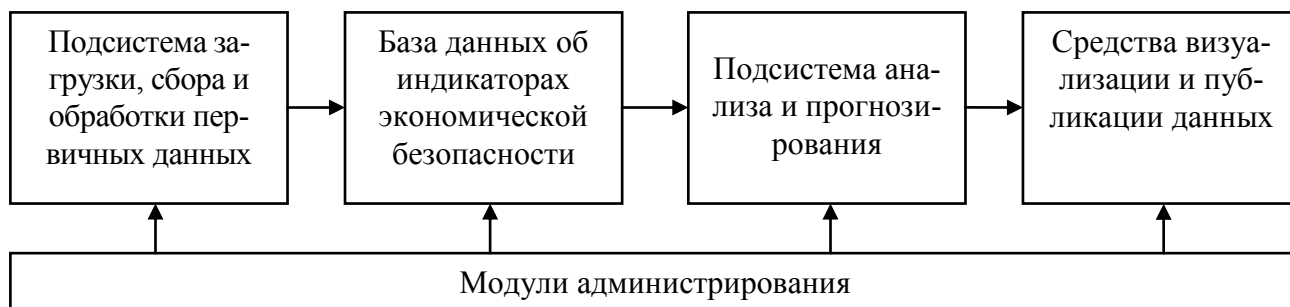 Подсистема за-
грузки, сбора и
обработки пер-
вичных данных
База данных об
индикаторах
экономической
безопасности
Подсистема ана-
лиза и прогнози-
рования
Средства визуа-
лизации и пуб-
ликации данных
Модули администрирования